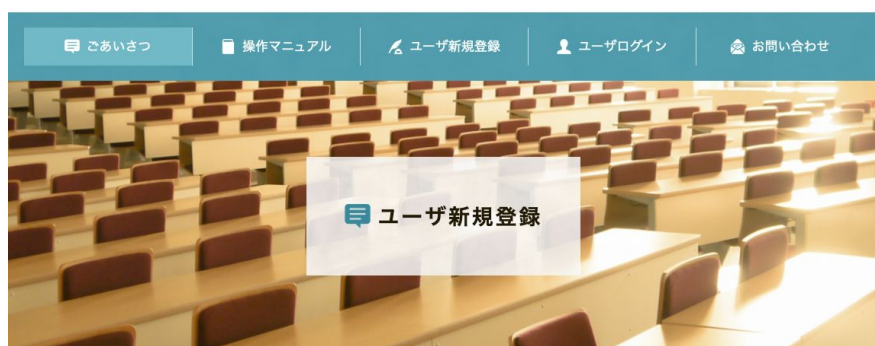 ごあいさつ
操作マニュアル
ユーザ新規登録
ユーザログイン
お問い合わせ
ユーザ新規登録